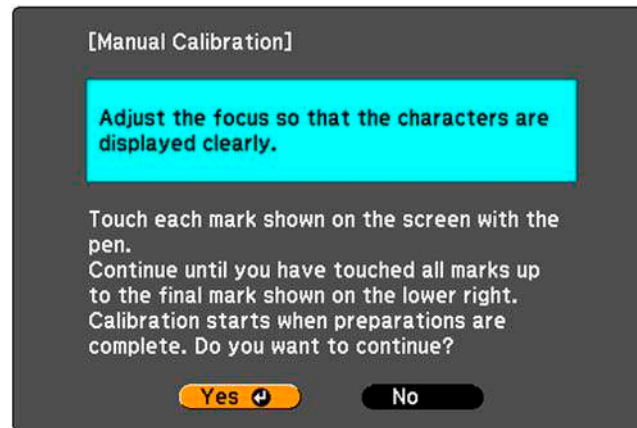 [Manual Calibration]
Adjust the focus so that the characters are
displayed clearly.
Touch each mark shown on the screen with the
pen.
Continue until you have touched all marks up
to the final mark shown on the lower right.
Calibration starts when preparations are
complete. Do you want to continue?
Yes No